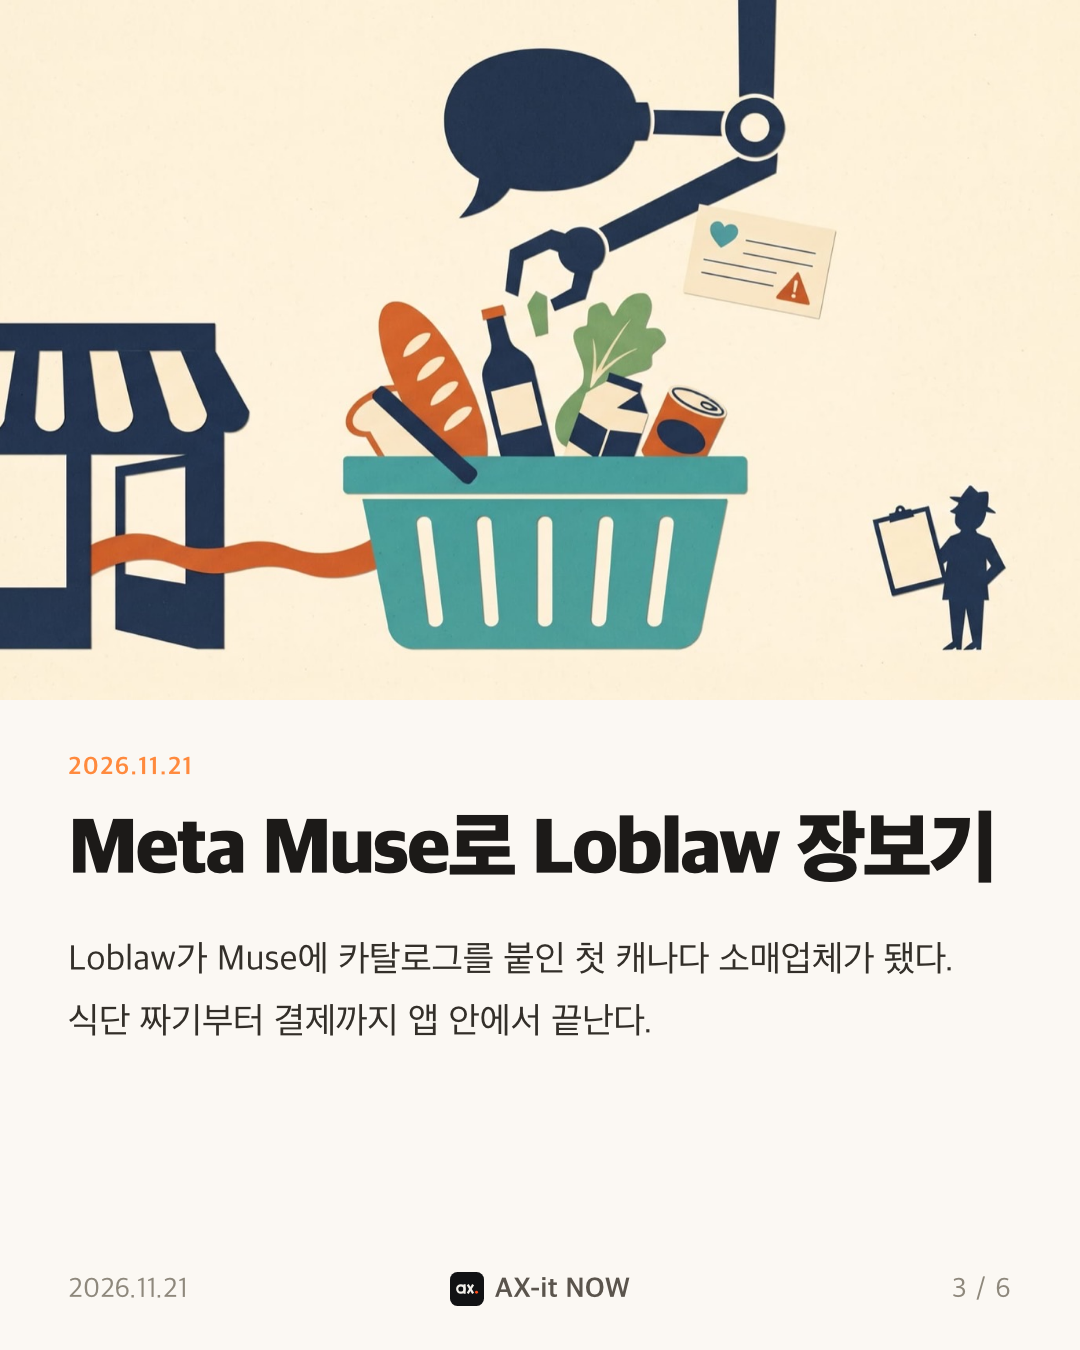 2026.11.21
Meta Muse로 Loblaw 장보기
Loblaw가 Muse에 카탈로그를 붙인 첫 캐나다 소매업체가 됐다.
식단 짜기부터 결제까지 앱 안에서 끝난다.
2026.11.21
ax. AX-it NOW
3 / 6